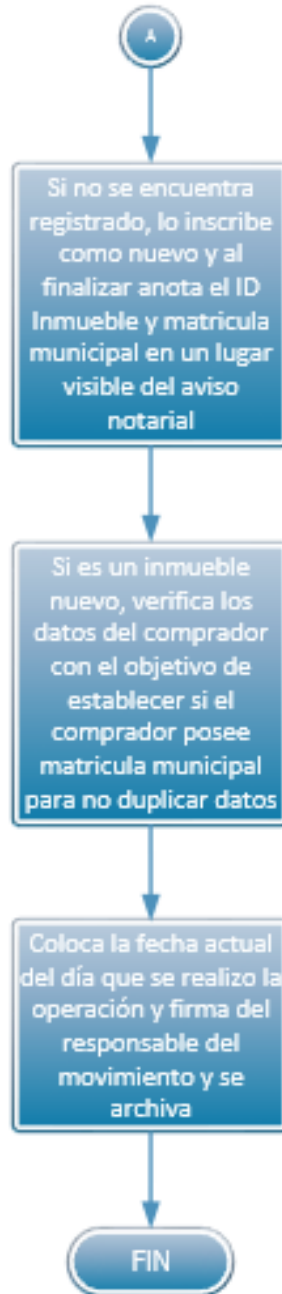 A
Si no se encuentra
registrado, lo inscribe
como nuevo y al
finalizar anota el ID
Inmueble y matricula
municipal en un lugar
visible del aviso
notarial
Si es un inmueble
nuevo, verifica los
datos del comprador
con el objetivo de
establecer si el
comprador posee
matricula municipal
para no duplicar datos
Coloca la fecha actual
del día que se realizo la
operación y firma del
responsable del
movimiento y se
archiva
FIN